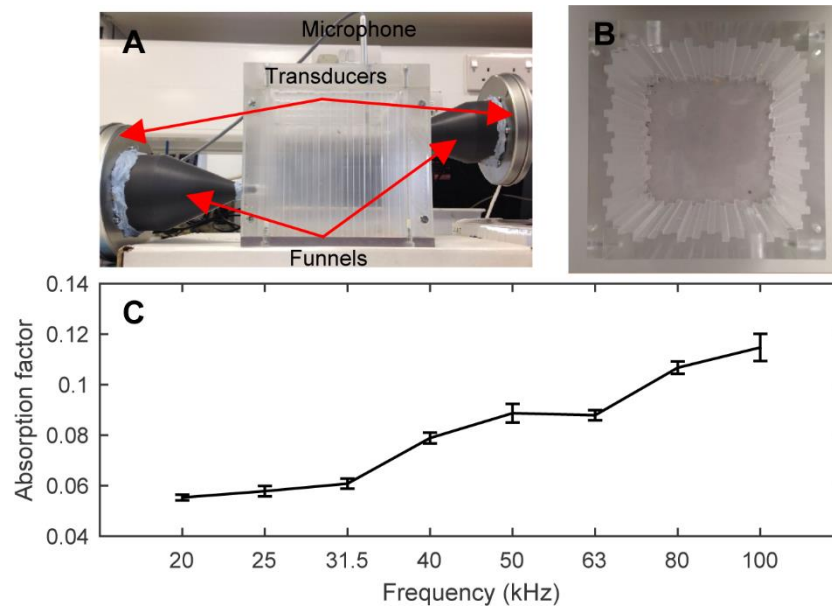 A
Microphone
Transducers
Funnels
B
C
0.14
0.12
0.1
0.08
0.06
0.04
Absorption factor
20 25 31.5 40 50 63 80 100
Frequency (kHz)